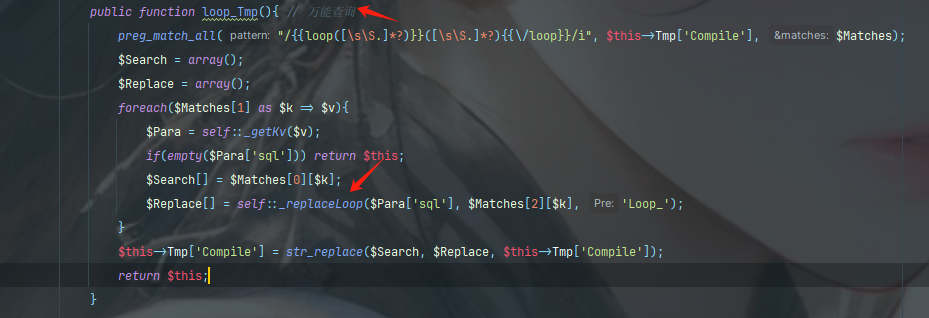 public function loop_Tmp(){ // 万能查询
preg_match_all( pattern: "/{{loop([\s\S.]*?)}}([\s\S.]*?){{\/loop}}/i", $this->Tmp['Compile'], &matches: $Matches);
$Search = array();
$Replace = array();
foreach($Matches[1] as $k => $v){
$Para = self::_getKv($v);
if(empty($Para['sql'])) return $this;
$Search[] = $Matches[0][$k];
$Replace[] = self::_replaceLoop($Para['sql'], $Matches[2][$k], Pre: 'Loop_');
}
$this->Tmp['Compile'] = str_replace($Search, $Replace, $this->Tmp['Compile']);
return $this;
}